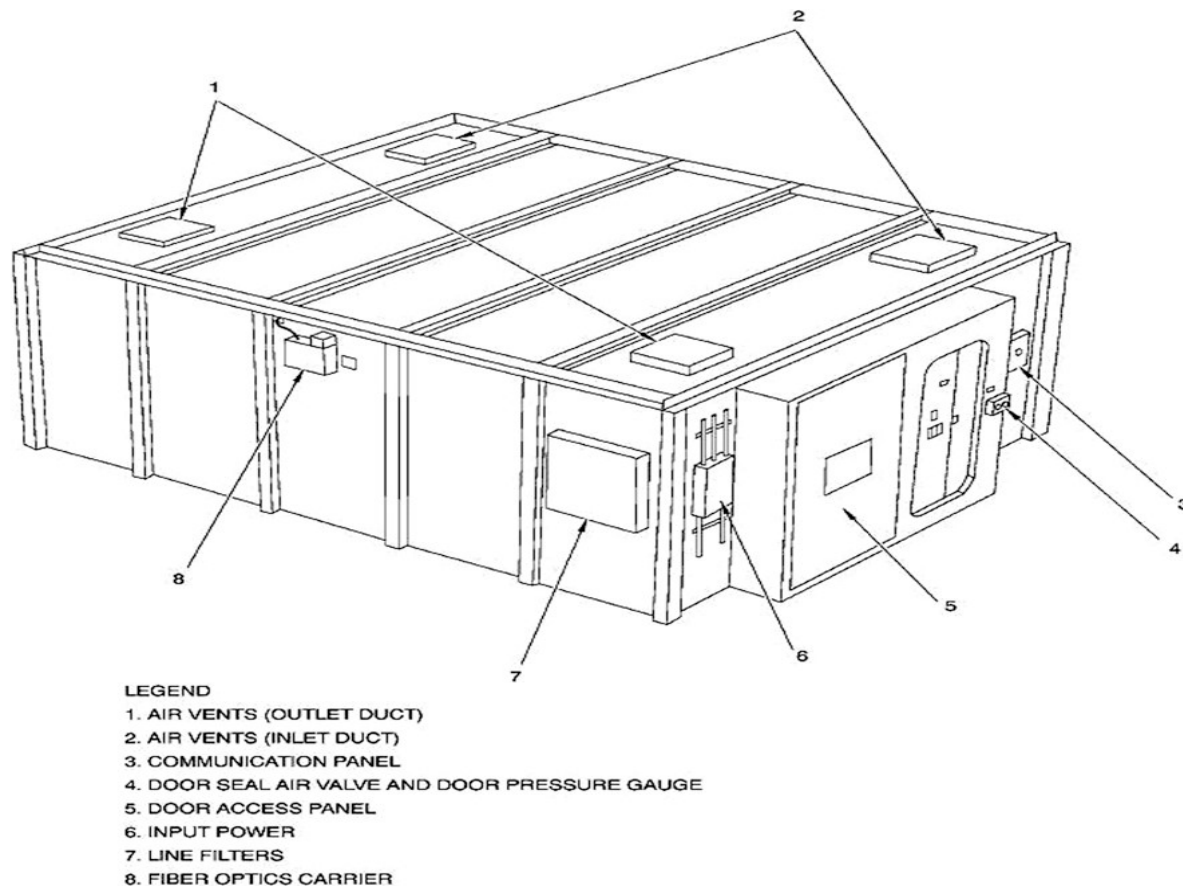 2
1
3
4
8
5
6
7
LEGEND
1. AIR VENTS (OUTLET DUCT)
2. AIR VENTS (INLET DUCT)
3. COMMUNICATION PANEL
4. DOOR SEAL AIR VALVE AND DOOR PRESSURE GAUGE
5. DOOR ACCESS PANEL
6. INPUT POWER
7. LINE FILTERS
8. FIBER OPTICS CARRIER